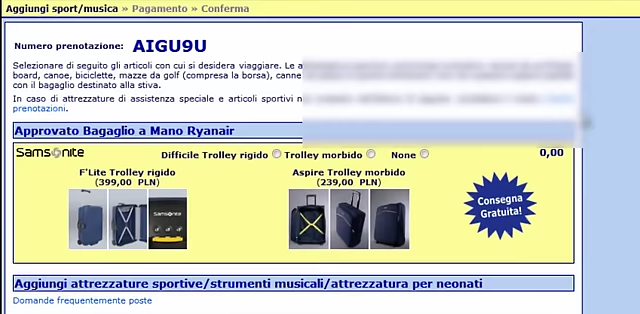 Aggiungi sport/musica » Pagamento » Conferma
Numero prenotazione: AIGU9U
Selezionare di seguito gli articoli con cui si desidera viaggiare. Le a
board, canoe, biciclette, mazze da golf (compresa la borsa), canne
con il bagaglio destinato alla stiva.
In caso di attrezzature di assistenza speciale e articoli sportivi n
prenotazioni.
Approvato Bagaglio a Mano Ryanair
Samsonite Difficile Trolley rigido Trolley morbido None 0,00
F'Lite Trolley rigido Aspire Trolley morbido
(399,00 PLN) (239,00 PLN)
Samsonite
Consegna
Gratuita!
Aggiungi attrezzature sportive/strumenti musicali/attrezzatura per neonati
Domande frequentemente poste